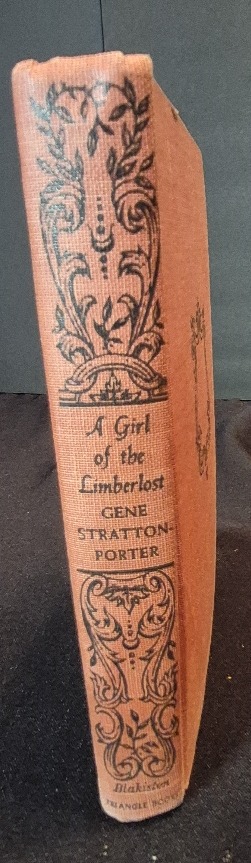 A Girl
of the
Limberlost
GENE
STRATTON-
PORTER
Blakiston
TRIANGLE BOOKS